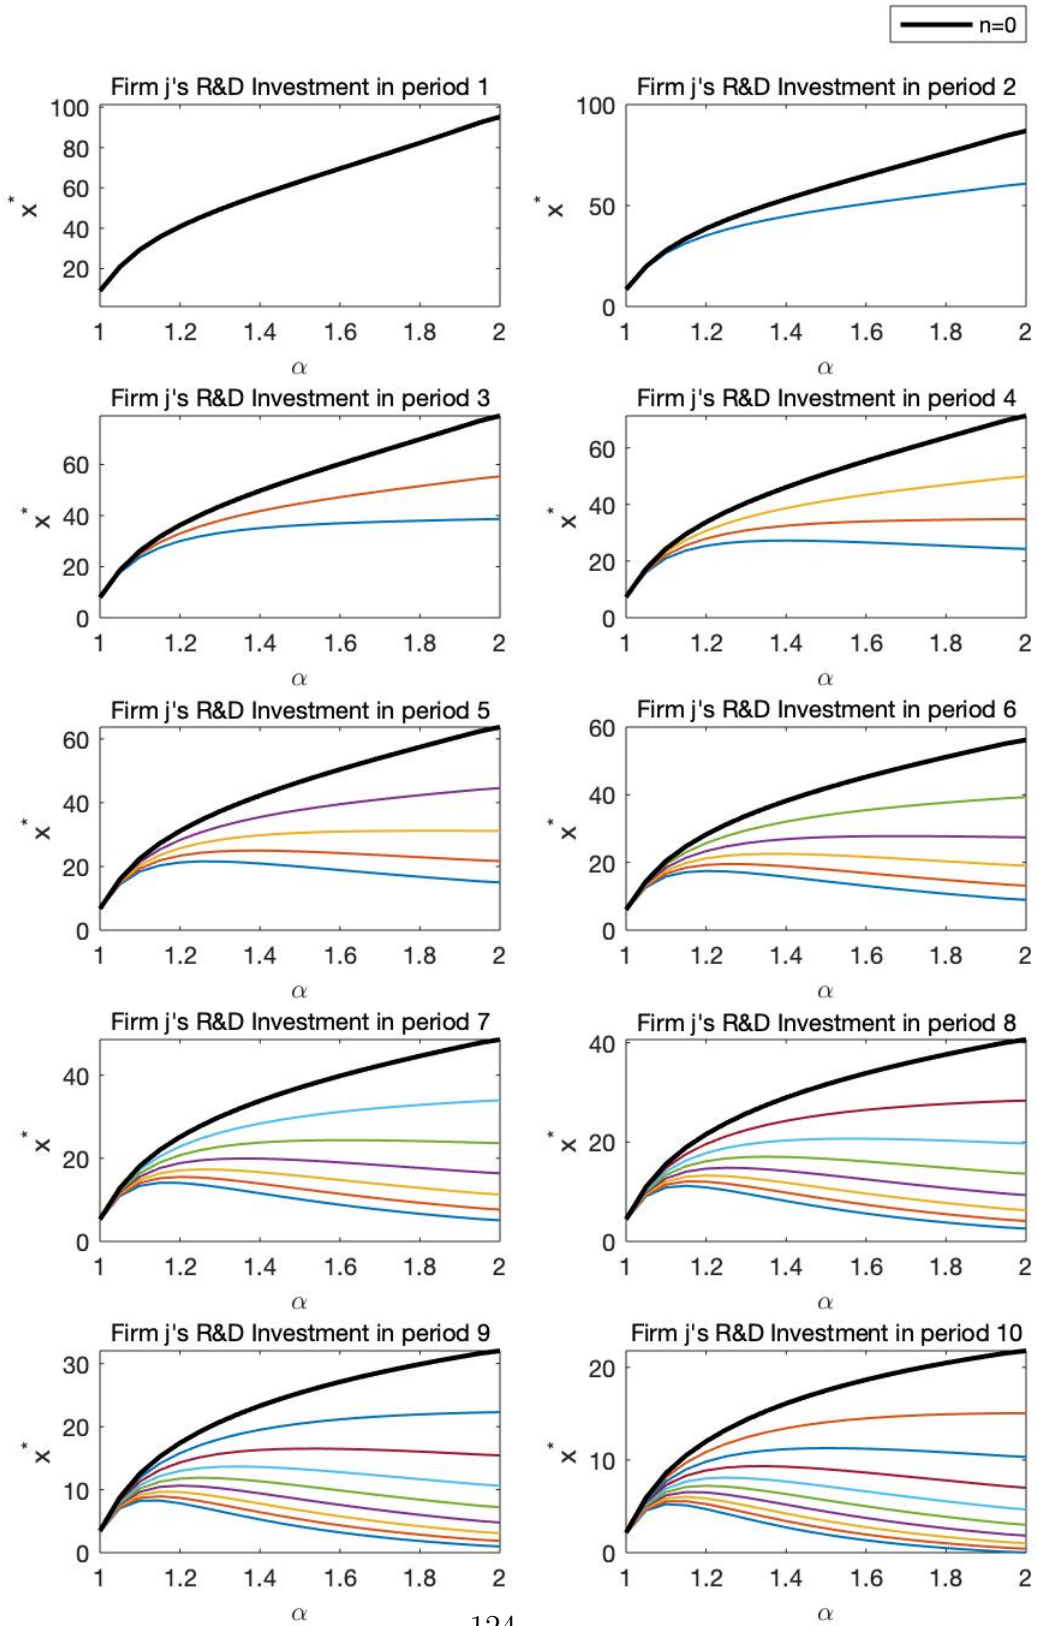 n=0
Firm j's R&D Investment in period 1
100
80
60
40
20
x*
1 1.2 1.4 1.6 1.8 2
α
Firm j's R&D Investment in period 2
100
50
0
x*
1 1.2 1.4 1.6 1.8 2
α
Firm j's R&D Investment in period 3
60
40
20
0
x*
1 1.2 1.4 1.6 1.8 2
α
Firm j's R&D Investment in period 4
60
40
20
0
x*
1 1.2 1.4 1.6 1.8 2
α
Firm j's R&D Investment in period 5
60
40
20
0
x*
1 1.2 1.4 1.6 1.8 2
α
Firm j's R&D Investment in period 6
60
40
20
0
x*
1 1.2 1.4 1.6 1.8 2
α
Firm j's R&D Investment in period 7
40
20
0
x*
1 1.2 1.4 1.6 1.8 2
α
Firm j's R&D Investment in period 8
40
20
0
x*
1 1.2 1.4 1.6 1.8 2
α
Firm j's R&D Investment in period 9
30
20
10
0
x*
1 1.2 1.4 1.6 1.8 2
α
Firm j's R&D Investment in period 10
20
10
0
x*
1 1.2 1.4 1.6 1.8 2
α
124